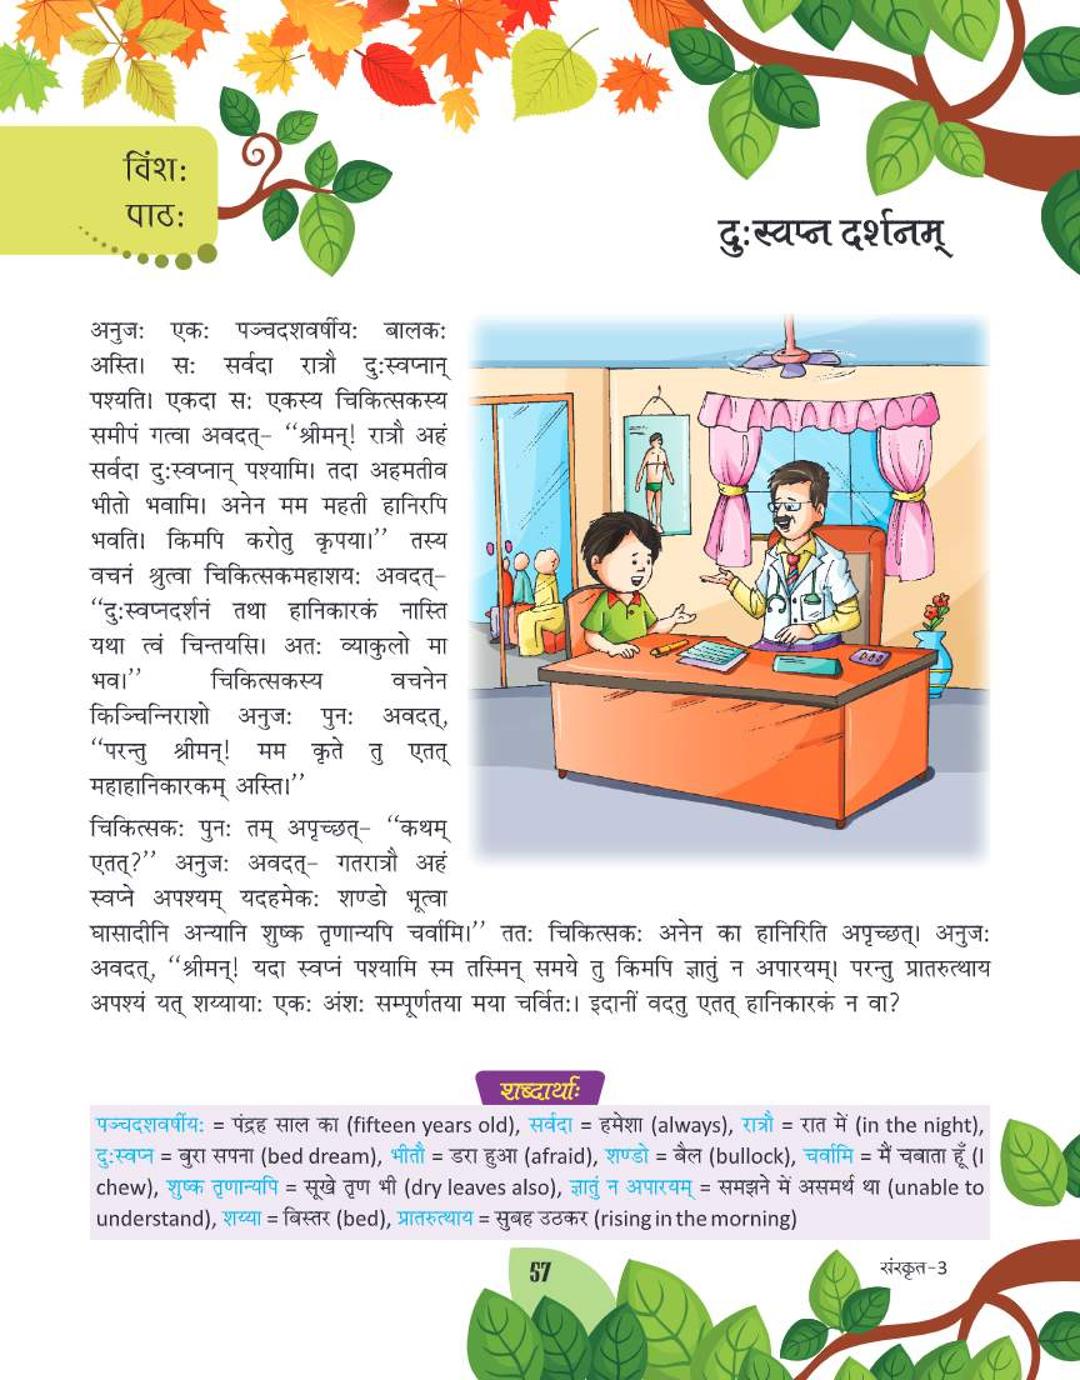 विंशः
पाठः
दुःस्वप्न दर्शनम्
अनुजः एकः पञ्चदशवर्षीयः बालकः
अस्ति। सः सर्वदा रात्रौ दुःस्वप्नान्
पश्यति। एकदा सः एकस्य चिकित्सकस्य
समीपं गत्वा अवदत्– “श्रीमन्! रात्रौ अहं
सर्वदा दुःस्वप्नान् पश्यामि। तदा अहमतीव
भीतो भवामि। अनेन मम महती हानिरपि
भवति। किमपि करोतु कृपया।” तस्य
वचनं श्रुत्वा चिकित्सकमहाशयः अवदत्–
“दुःस्वप्नदर्शनं तथा हानिकारकं नास्ति
यथा त्वं चिन्तयसि। अतः व्याकुलो मा
भव।” चिकित्सकस्य वचनेन
किञ्चिन्निराशो अनुजः पुनः अवदत्,
“परन्तु श्रीमन्! मम कृते तु एतत्
महाहानिकारकम् अस्ति।”
चिकित्सकः पुनः तम् अपृच्छत्– “कथम्
एतत्?” अनुजः अवदत्– गतरात्रौ अहं
स्वप्ने अपश्यम् यदहमेकः शण्डो भूत्वा
घासादीनि अन्यानि शुष्क तृणान्यपि चर्वामि।” ततः चिकित्सकः अनेन का हानिरिति अपृच्छत्। अनुजः
अवदत्, “श्रीमन्! यदा स्वप्नं पश्यामि स्म तस्मिन् समये तु किमपि ज्ञातुं न अपारयम्। परन्तु प्रातरुत्थाय
अपश्यं यत् शय्यायाः एकः अंशः सम्पूर्णतया मया चर्वितः। इदानीं वदतु एतत् हानिकारकं न वा?
शब्दार्थाः
पञ्चदशवर्षीयः = पंद्रह साल का (fifteen years old), सर्वदा = हमेशा (always), रात्रौ = रात में (in the night),
दुःस्वप्न = बुरा सपना (bed dream), भीतौ = डरा हुआ (afraid), शण्डो = बैल (bullock), चर्वामि = मैं चबाता हूँ (I
chew), शुष्क तृणान्यपि = सूखे तृण भी (dry leaves also), ज्ञातुं न अपारयम् = समझने में असमर्थ था (unable to
understand), शय्या = बिस्तर (bed), प्रातरुत्थाय = सुबह उठकर (rising in the morning)
57
संस्कृत–3